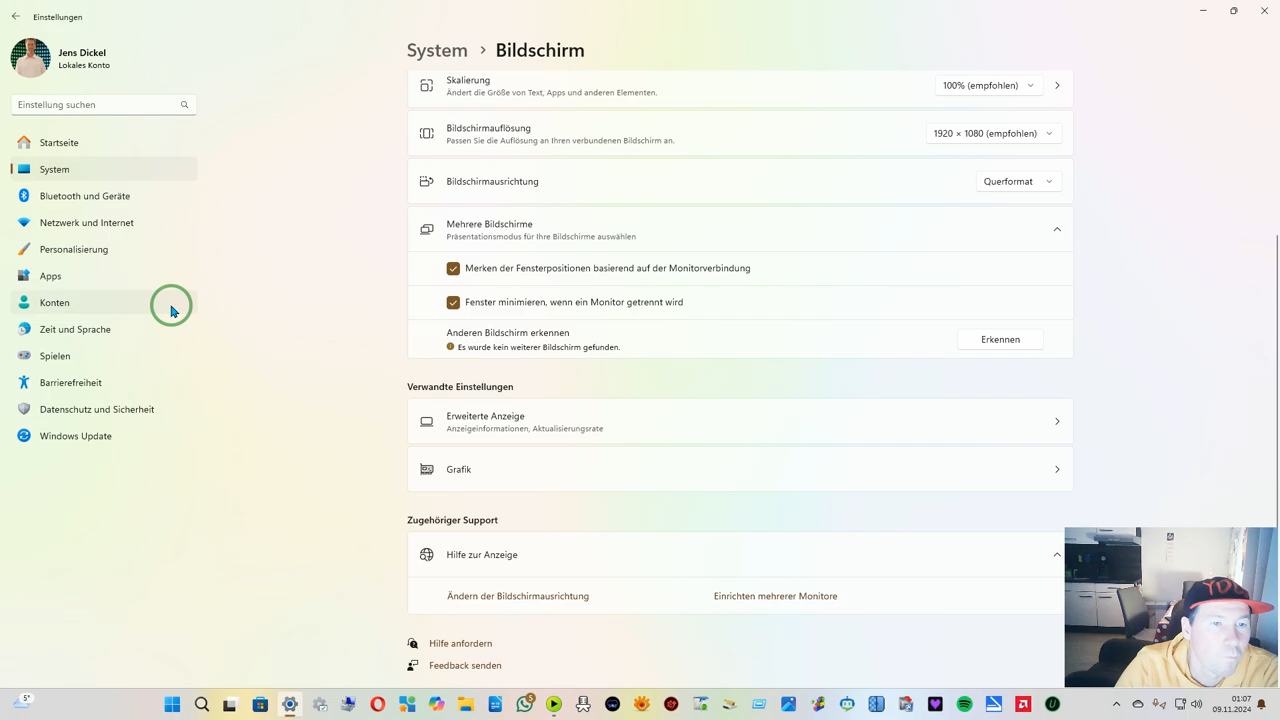 Einstellungen
Jens Dickel
Lokales Konto
Einstellung suchen
Startseite
System
Bluetooth und Geräte
Netzwerk und Internet
Personalisierung
Apps
Konten
Zeit und Sprache
Spielen
Barrierefreiheit
Datenschutz und Sicherheit
Windows Update
System > Bildschirm
Skalierung
Ändert die Größe von Text, Apps und anderen Elementen.
100% (empfohlen)
Bildschirmauflösung
Passen Sie die Auflösung an Ihren verbundenen Bildschirm an.
1920 × 1080 (empfohlen)
Bildschirmausrichtung
Querformat
Mehrere Bildschirme
Präsentationsmodus für Ihre Bildschirme auswählen
Merken der Fensterpositionen basierend auf der Monitorverbindung
Fenster minimieren, wenn ein Monitor getrennt wird
Anderen Bildschirm erkennen
Es wurde kein weiterer Bildschirm gefunden.
Erkennen
Verwandte Einstellungen
Erweiterte Anzeige
Anzeigeinformationen, Aktualisierungsrate
Grafik
Zugehöriger Support
Hilfe zur Anzeige
Ändern der Bildschirmausrichtung
Einrichten mehrerer Monitore
Hilfe anfordern
Feedback senden
5°
5
01:07
09.11.2024